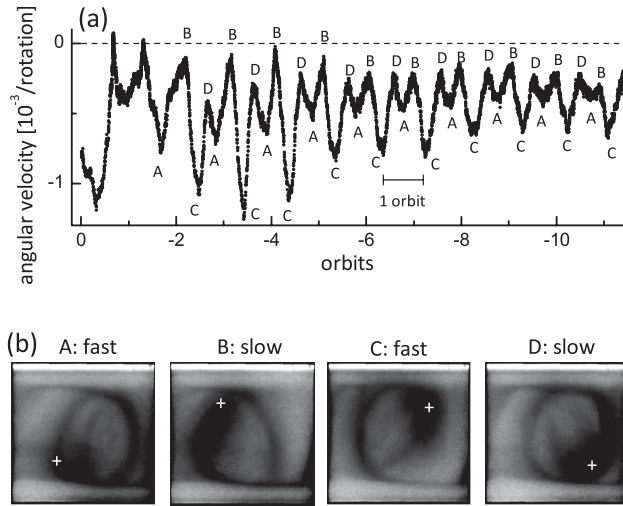 (a)
angular velocity [10⁻³/rotation]
0
-1
B
B
B
B
D
D
D
D
B
D
B
D
B
D
B
D
B
A
A
A
A
A
A
A
A
A
A
C
C
C
C
C
C
C
C
C
C
1 orbit
0
-2
-4
-6
-8
-10
orbits
(b)
A: fast
B: slow
C: fast
D: slow